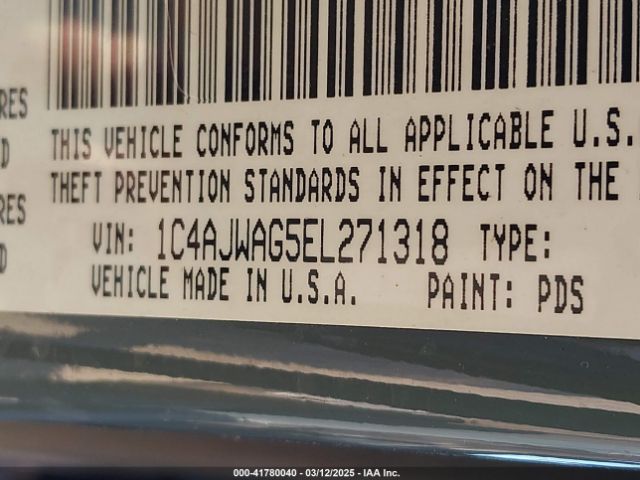 RES
THIS VEHICLE CONFORMS TO ALL APPLICABLE U.S.
D
THEFT PREVENTION STANDARDS IN EFFECT ON THE
RES
VIN: 1C4AJWAG5EL271318 TYPE:
D
VEHICLE MADE IN U.S.A. PAINT: PDS
000-41780040 - 03/12/2025 - IAA Inc.